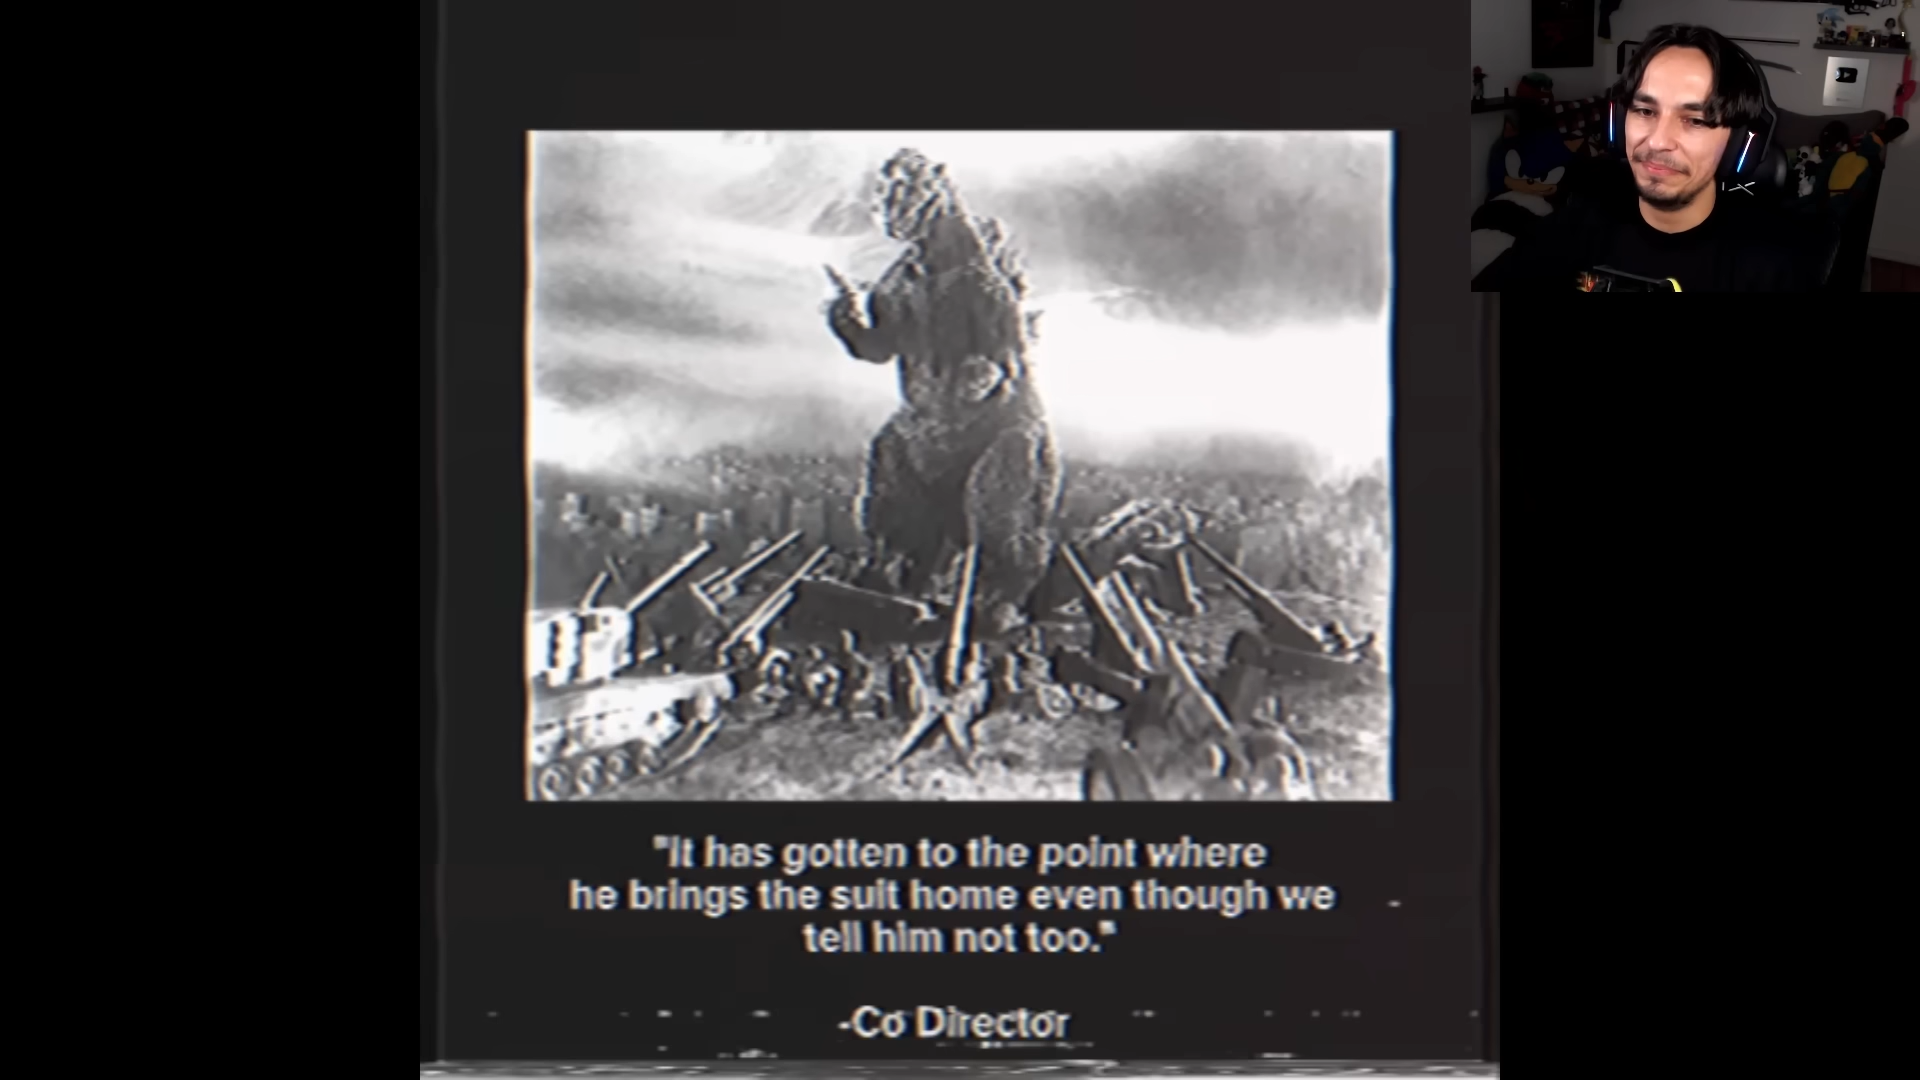 "It has gotten to the point where
he brings the suit home even though we
tell him not too."
-Co Director